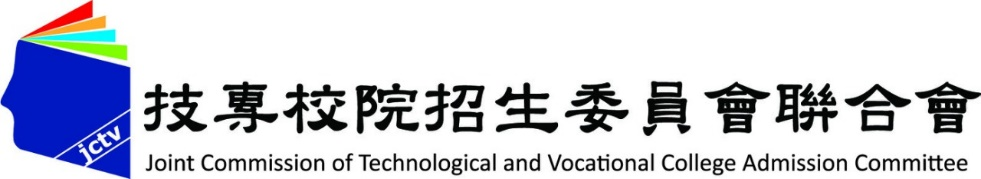 技專校院招生委員會聯合會
jctv
Joint Commission of Technological and Vocational College Admission Committee